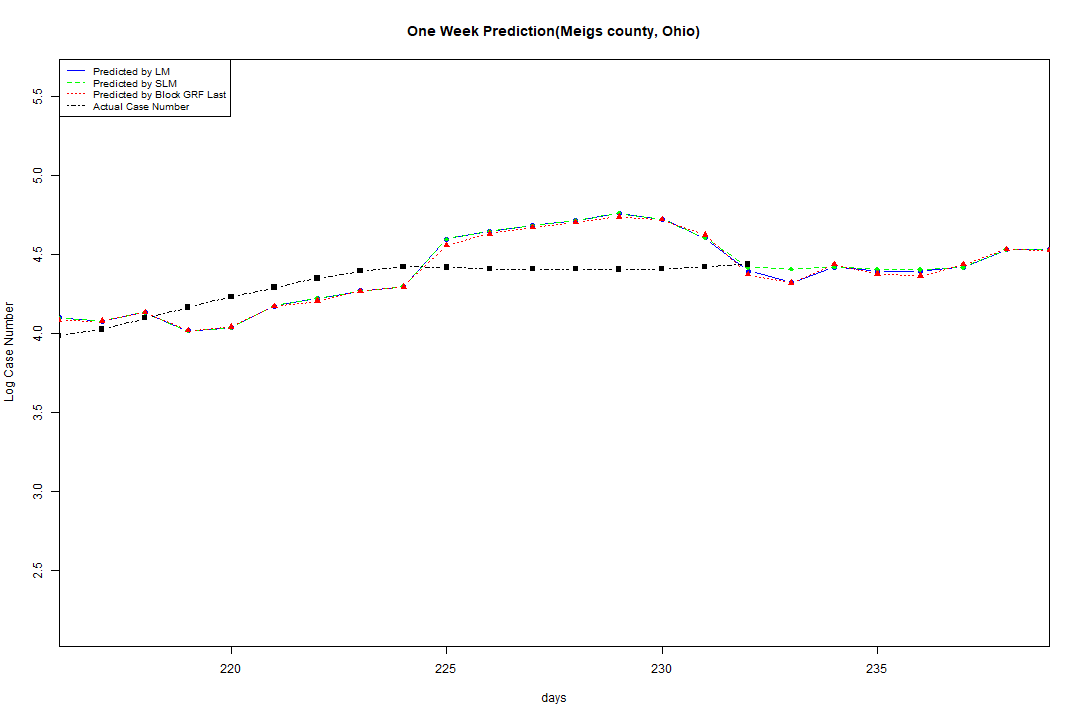 One Week Prediction(Meigs county, Ohio)
Predicted by LM
Predicted by SLM
Predicted by Block GRF Last
Actual Case Number
5.5
5.0
4.5
4.0
3.5
3.0
2.5
Log Case Number
220
225
230
235
days